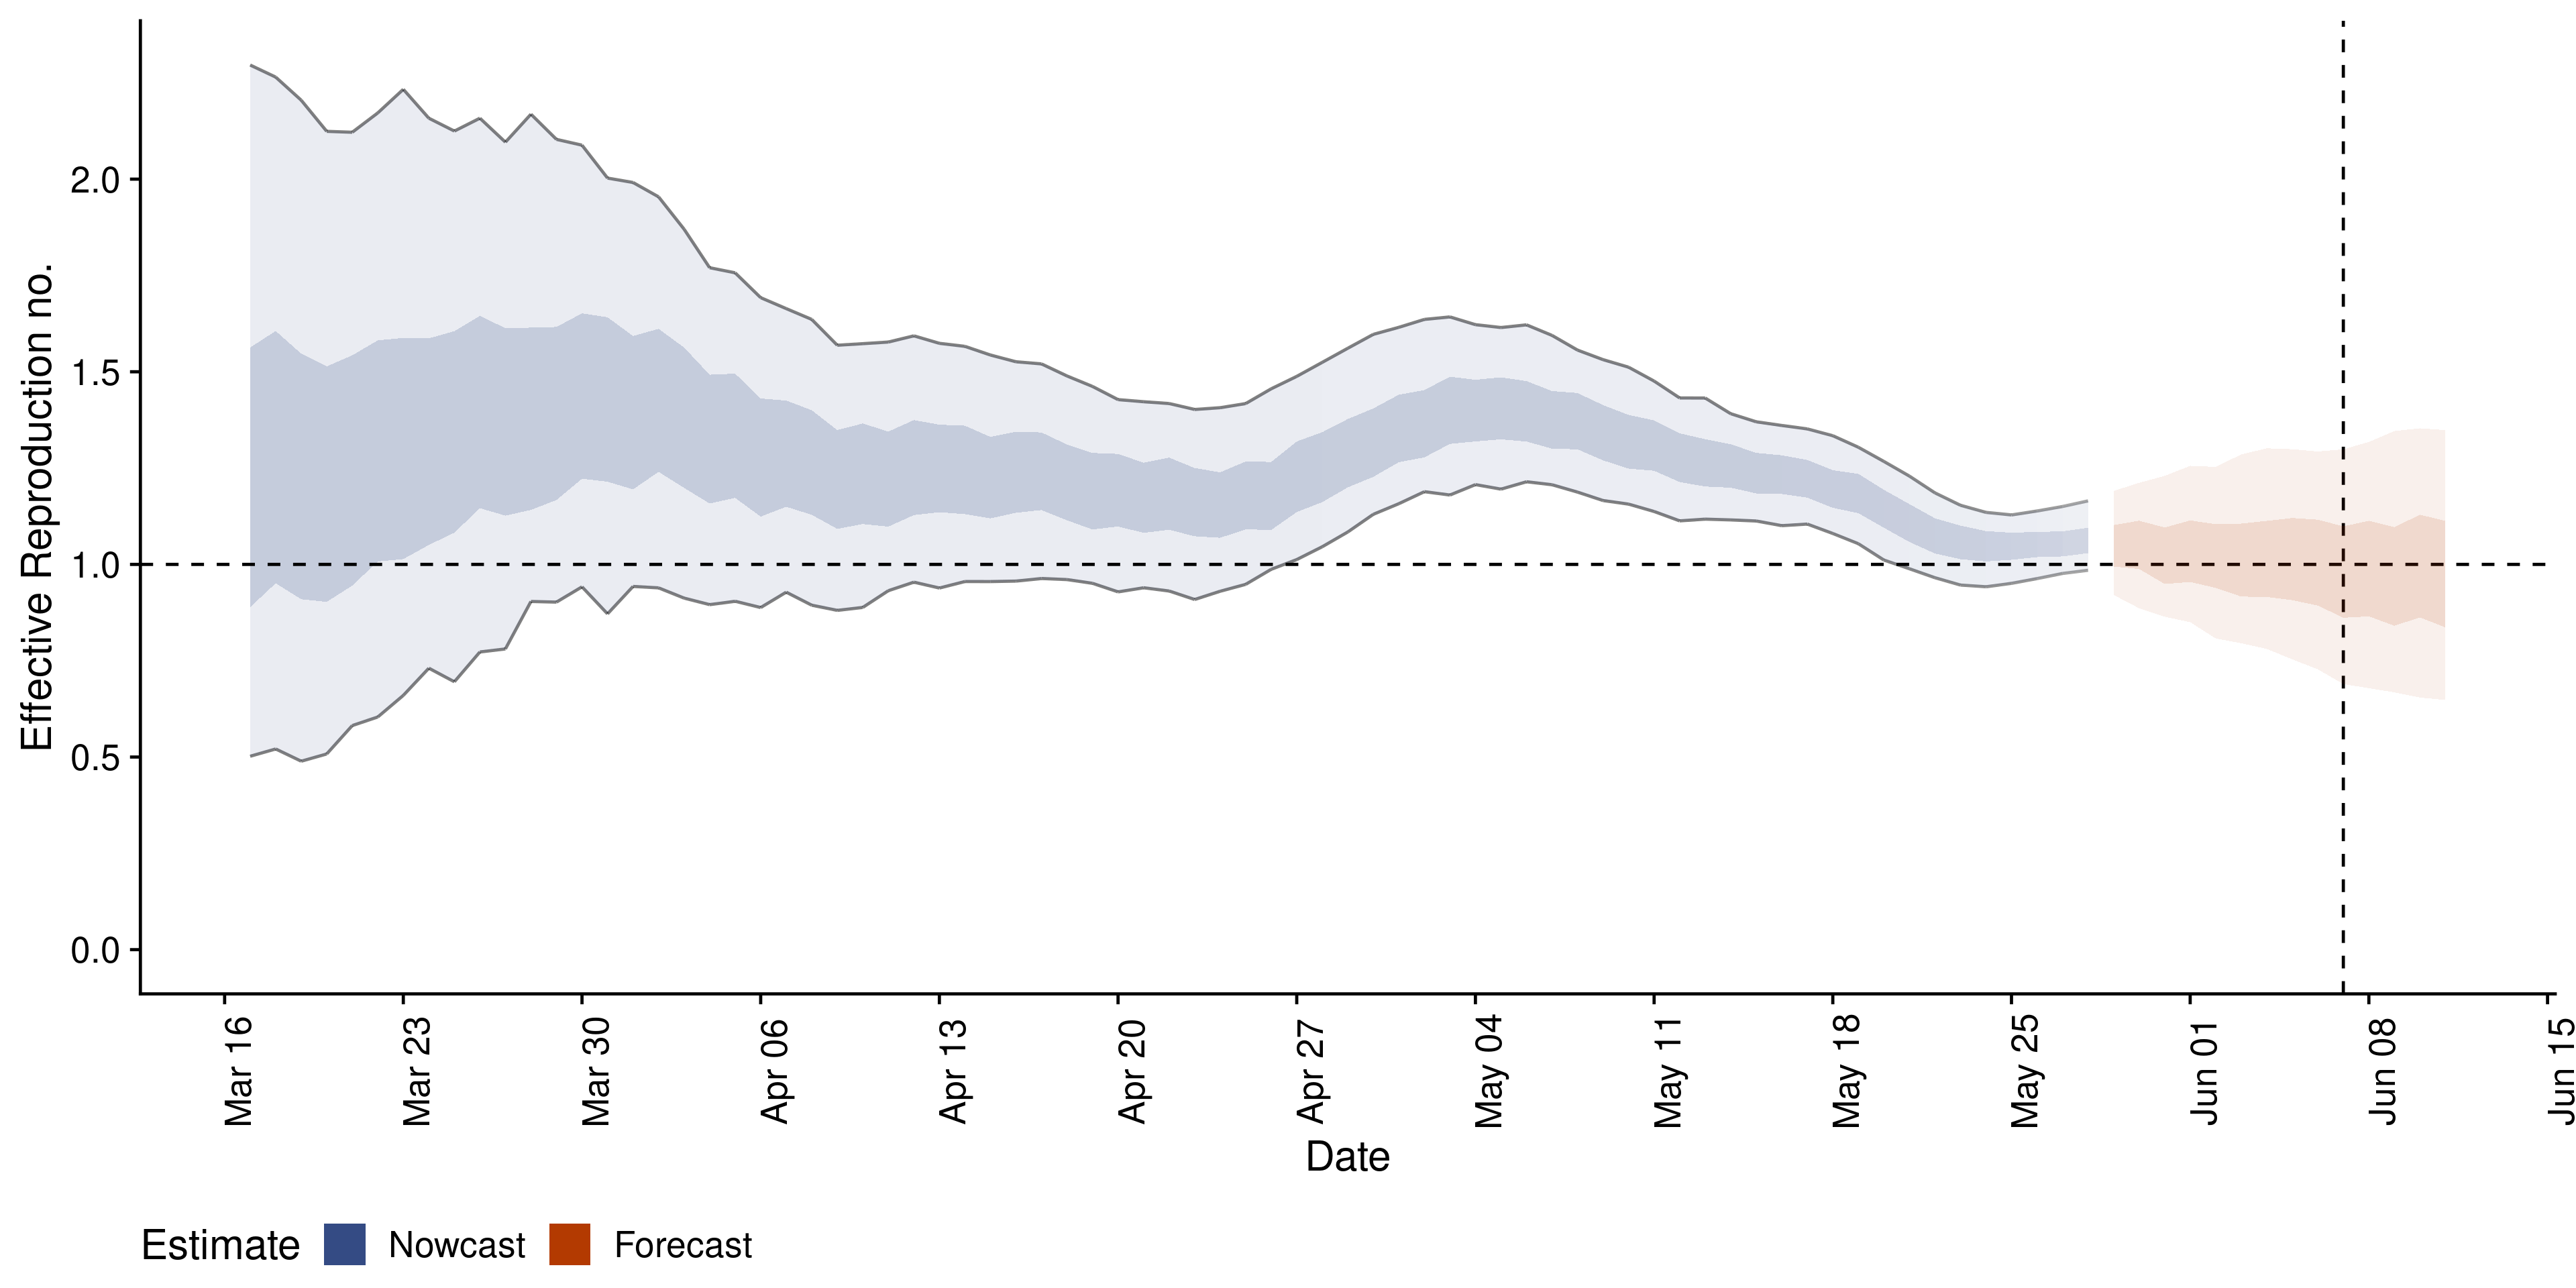 Effective Reproduction no.
2.0
1.5
1.0
0.5
0.0
Mar 16
Mar 23
Mar 30
Apr 06
Apr 13
Apr 20
Apr 27
May 04
May 11
May 18
May 25
Jun 01
Jun 08
Jun 15
Date
Estimate Nowcast Forecast